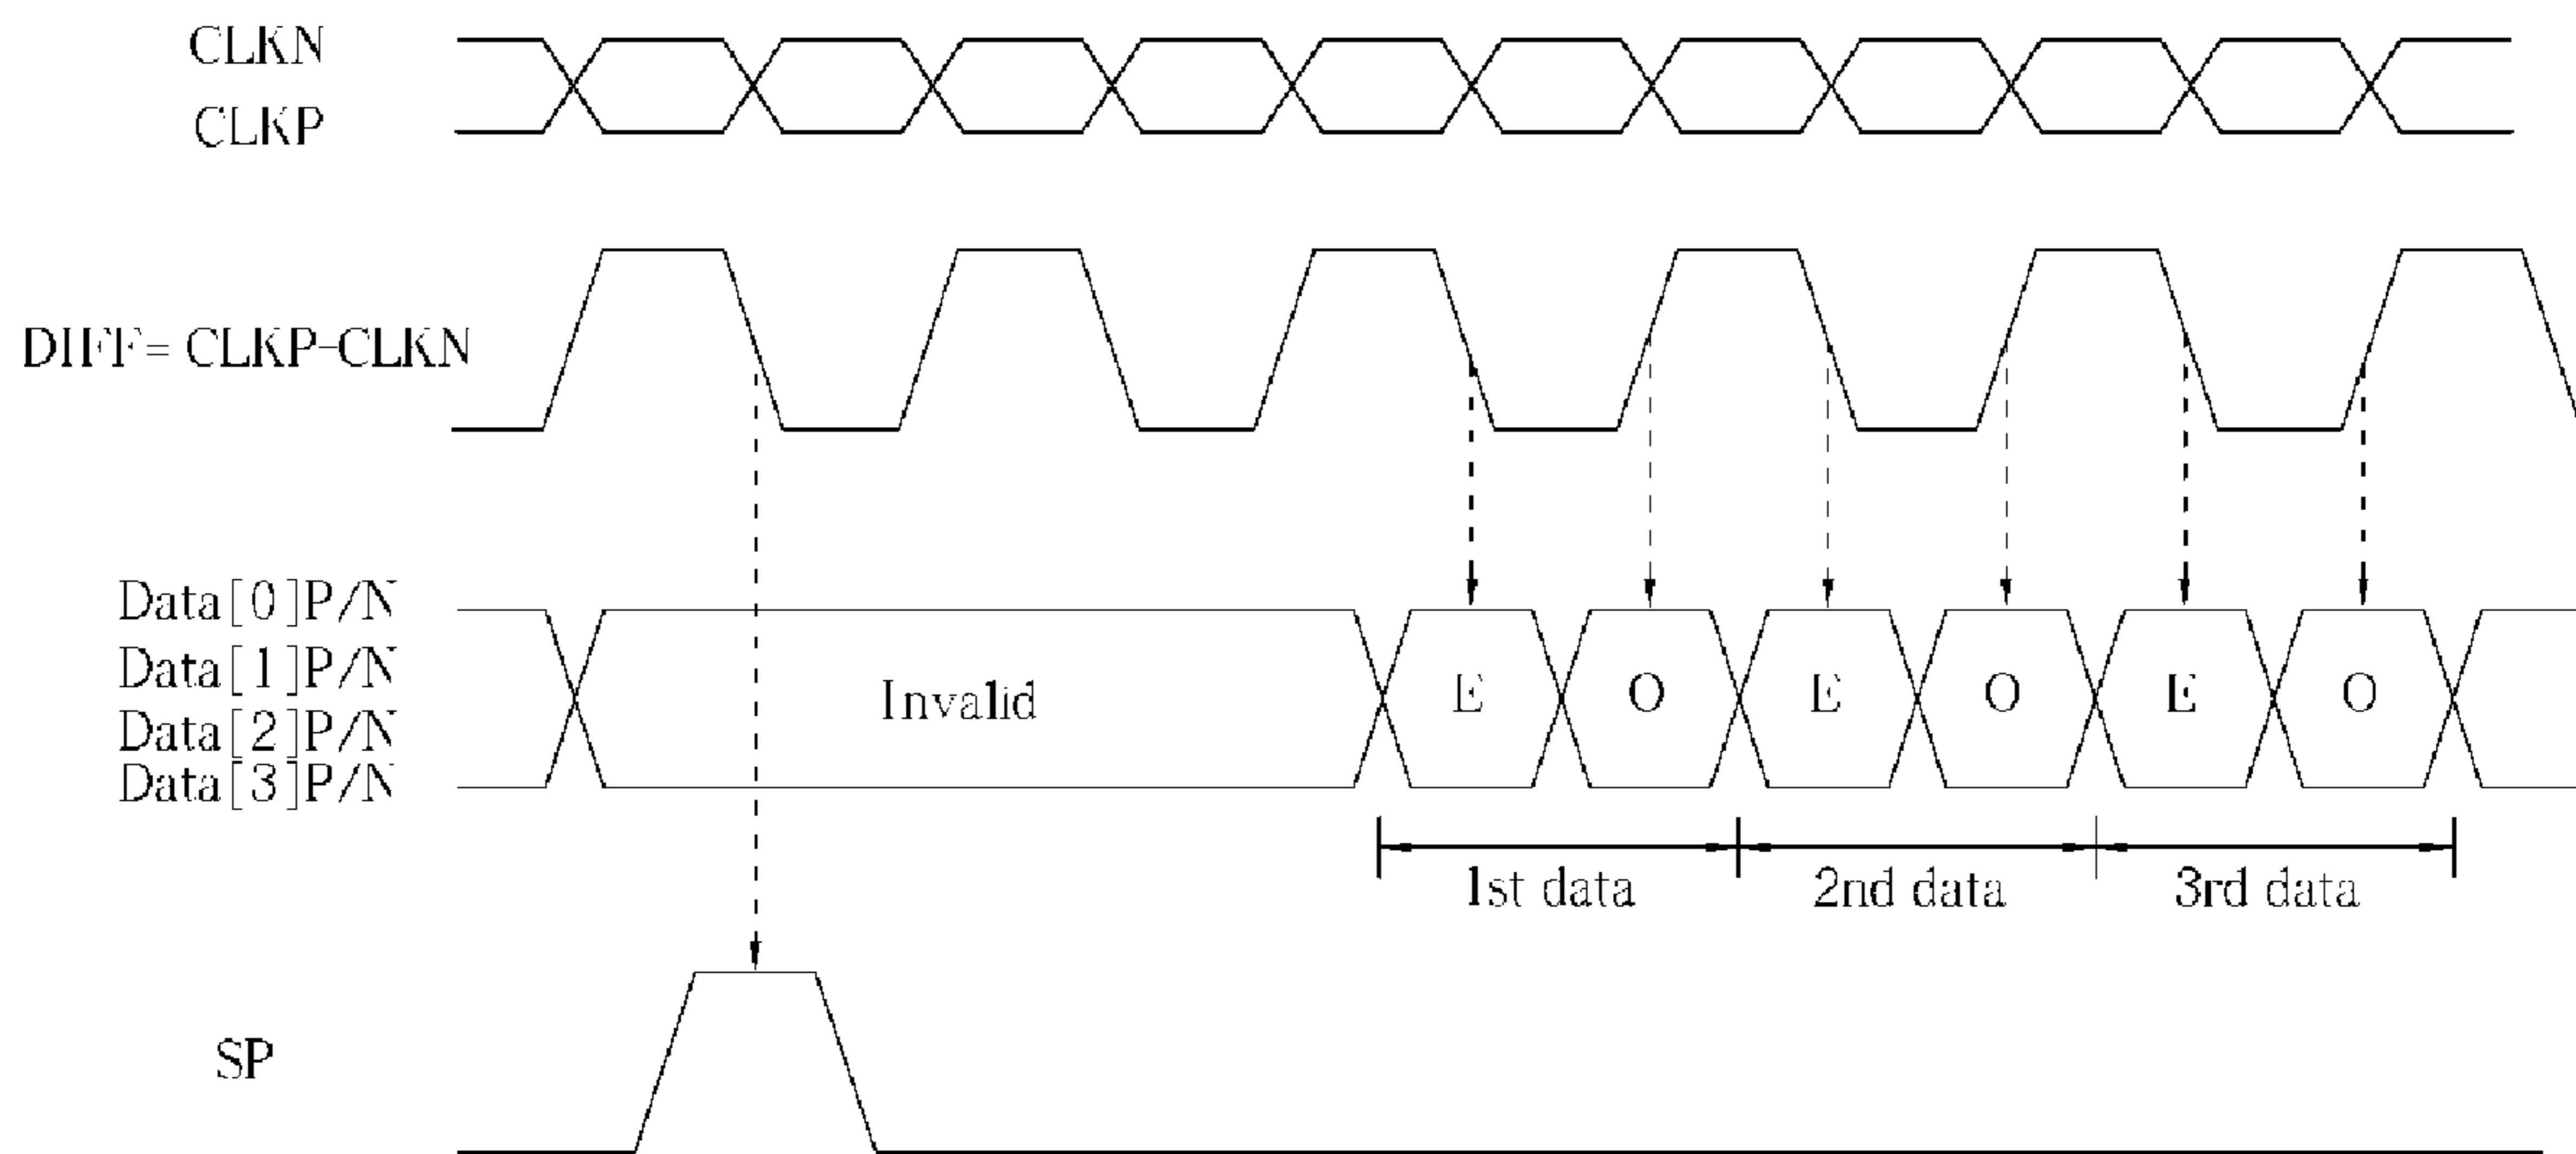 CLKN
CLKP
DIFF= CLKP-CLKN
Data[0]P/N
Data[1]P/N
Data[2]P/N
Data[3]P/N
Invalid
E O E O E O
1st data 2nd data 3rd data
SP